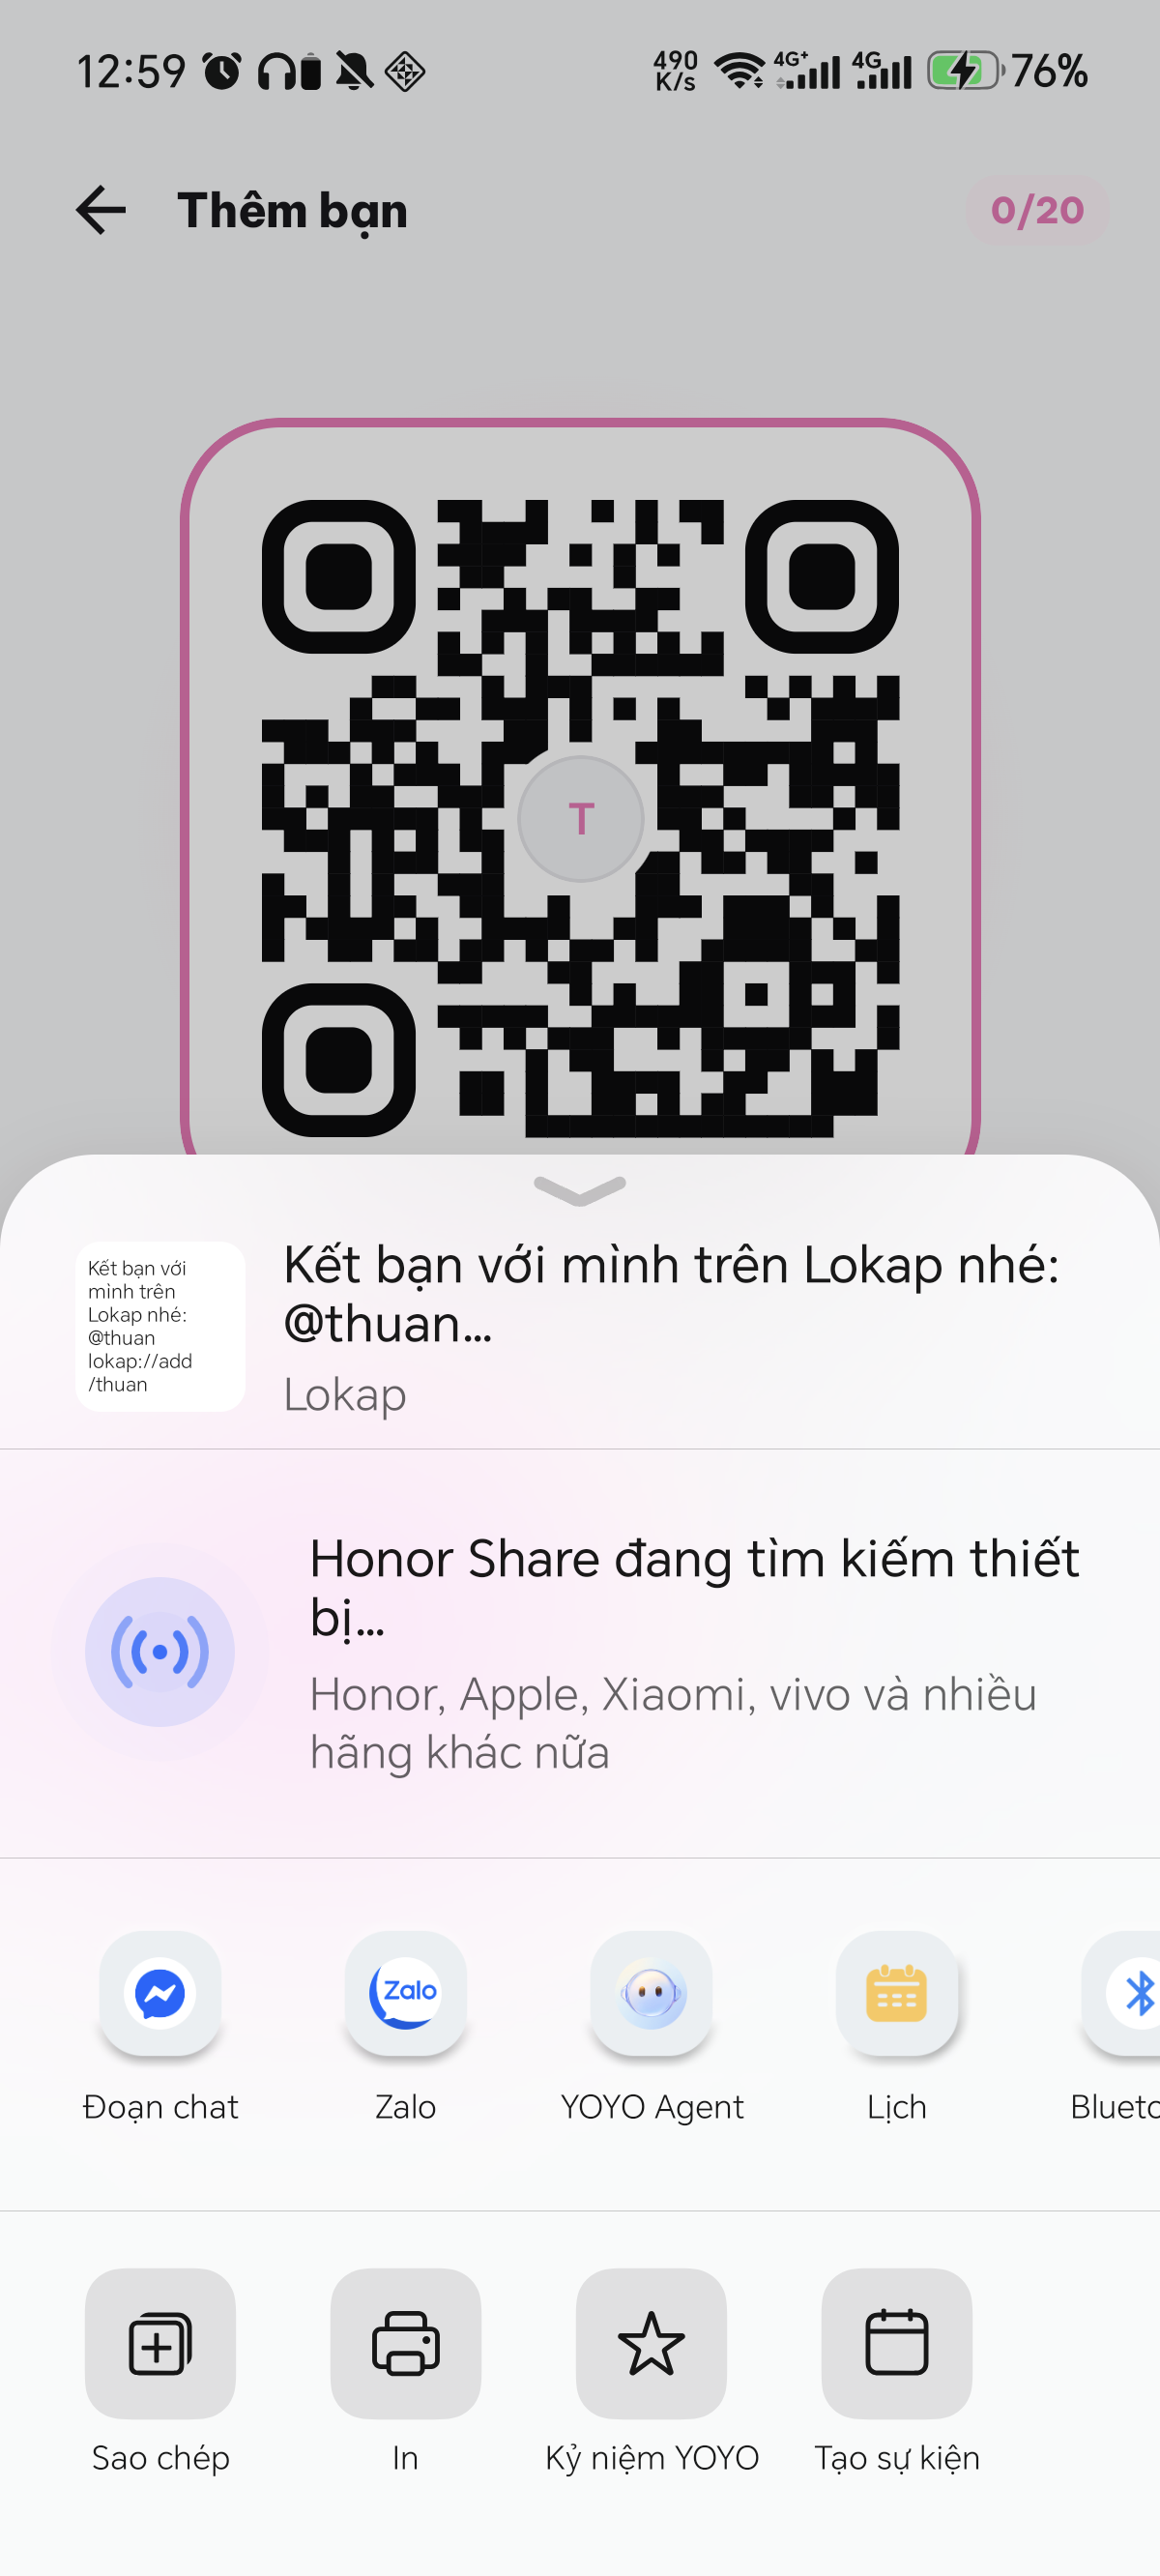 12:59
490
K/s
4G+
4G
76%
Thêm bạn
0/20
T
Kết bạn với
mình trên
Lokap nhé:
@thuan
lokap://add
/thuan
Kết bạn với mình trên Lokap nhé:
@thuan...
Lokap
Honor Share đang tìm kiếm thiết
bị...
Honor, Apple, Xiaomi, vivo và nhiều
hãng khác nữa
Zalo
Đoạn chat
Zalo
YOYO Agent
Lịch
Blueto
Sao chép
In
Kỷ niệm YOYO
Tạo sự kiện